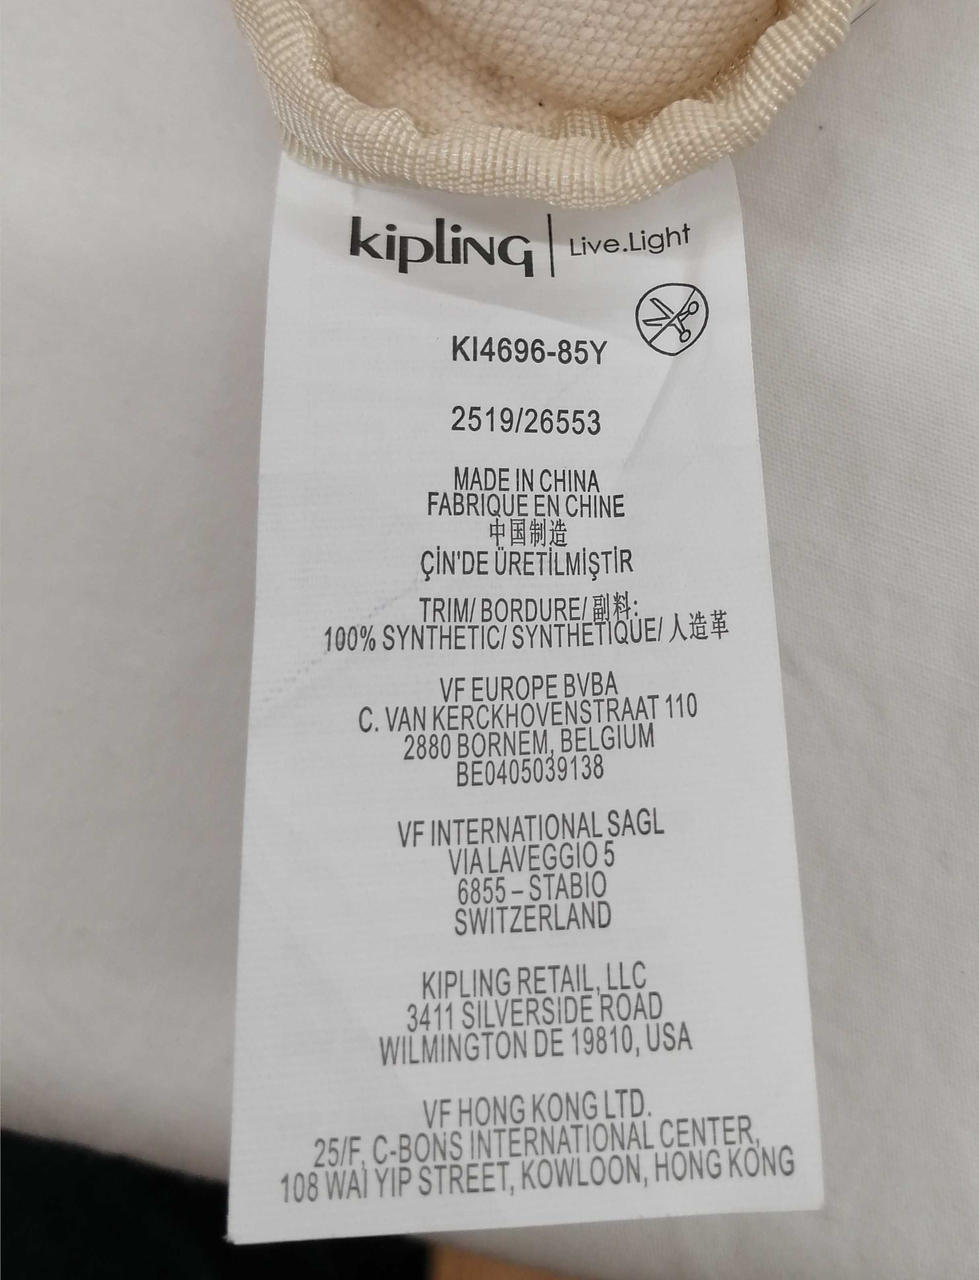 kipling | Live.Light
KI4696-85Y
2519/26553
MADE IN CHINA
FABRIQUE EN CHINE
中国制造
ÇİN'DE ÜRETİLMİŞTİR
TRIM/ BORDURE/ 副料:
100% SYNTHETIC/ SYNTHETIQUE/ 人造革
VF EUROPE BVBA
C. VAN KERCKHOVENSTRAAT 110
2880 BORNEM, BELGIUM
BE0405039138
VF INTERNATIONAL SAGL
VIA LAVEGGIO 5
6855 – STABIO
SWITZERLAND
KIPLING RETAIL, LLC
3411 SILVERSIDE ROAD
WILMINGTON DE 19810, USA
VF HONG KONG LTD.
25/F, C-BONS INTERNATIONAL CENTER,
108 WAI YIP STREET, KOWLOON, HONG KONG